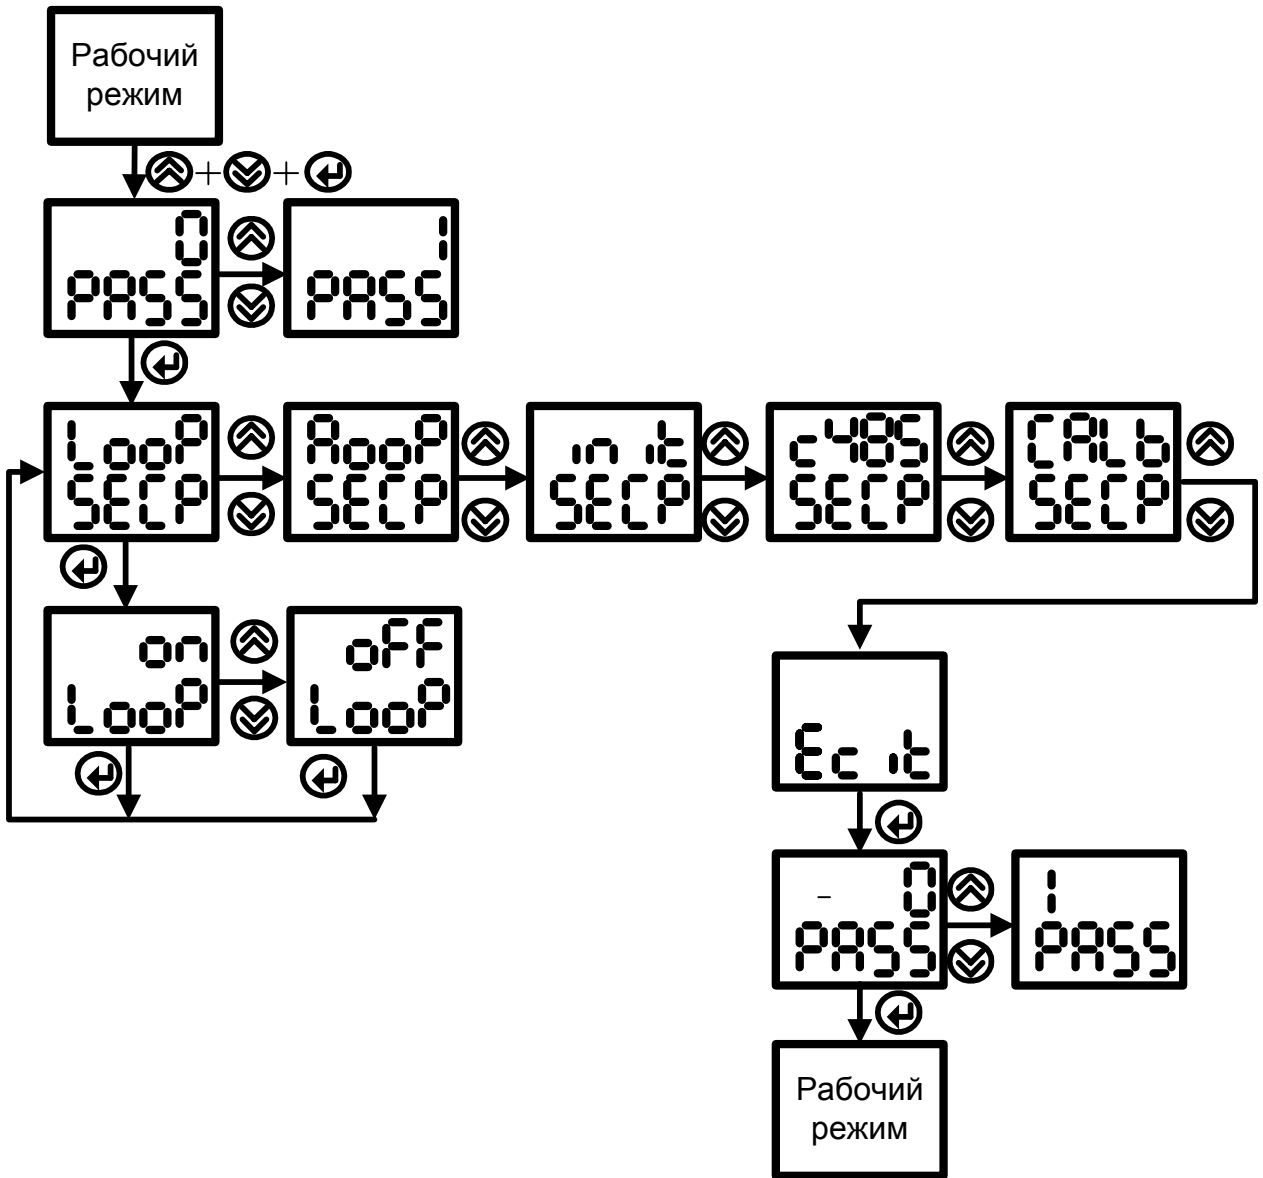 Рабочий
режим
+ +
0
PASS
1
PASS
LooP
SECP
AooP
SECP
init
SECP
c485
SECP
CALb
SECP
on
LooP
oFF
LooP
Ecit
- 0
PASS
1
PASS
Рабочий
режим